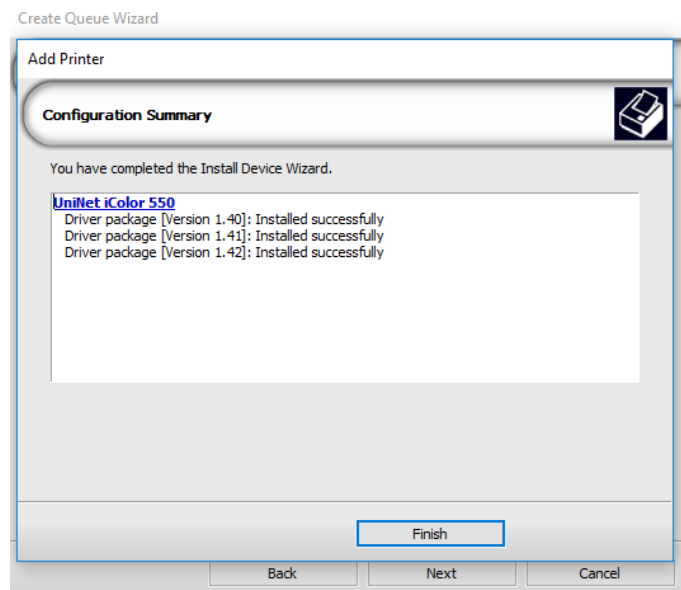 Create Queue Wizard
Add Printer
Configuration Summary
You have completed the Install Device Wizard.
UniNet iColor 550
Driver package [Version 1.40]: Installed successfully
Driver package [Version 1.41]: Installed successfully
Driver package [Version 1.42]: Installed successfully
Finish
Back Next Cancel